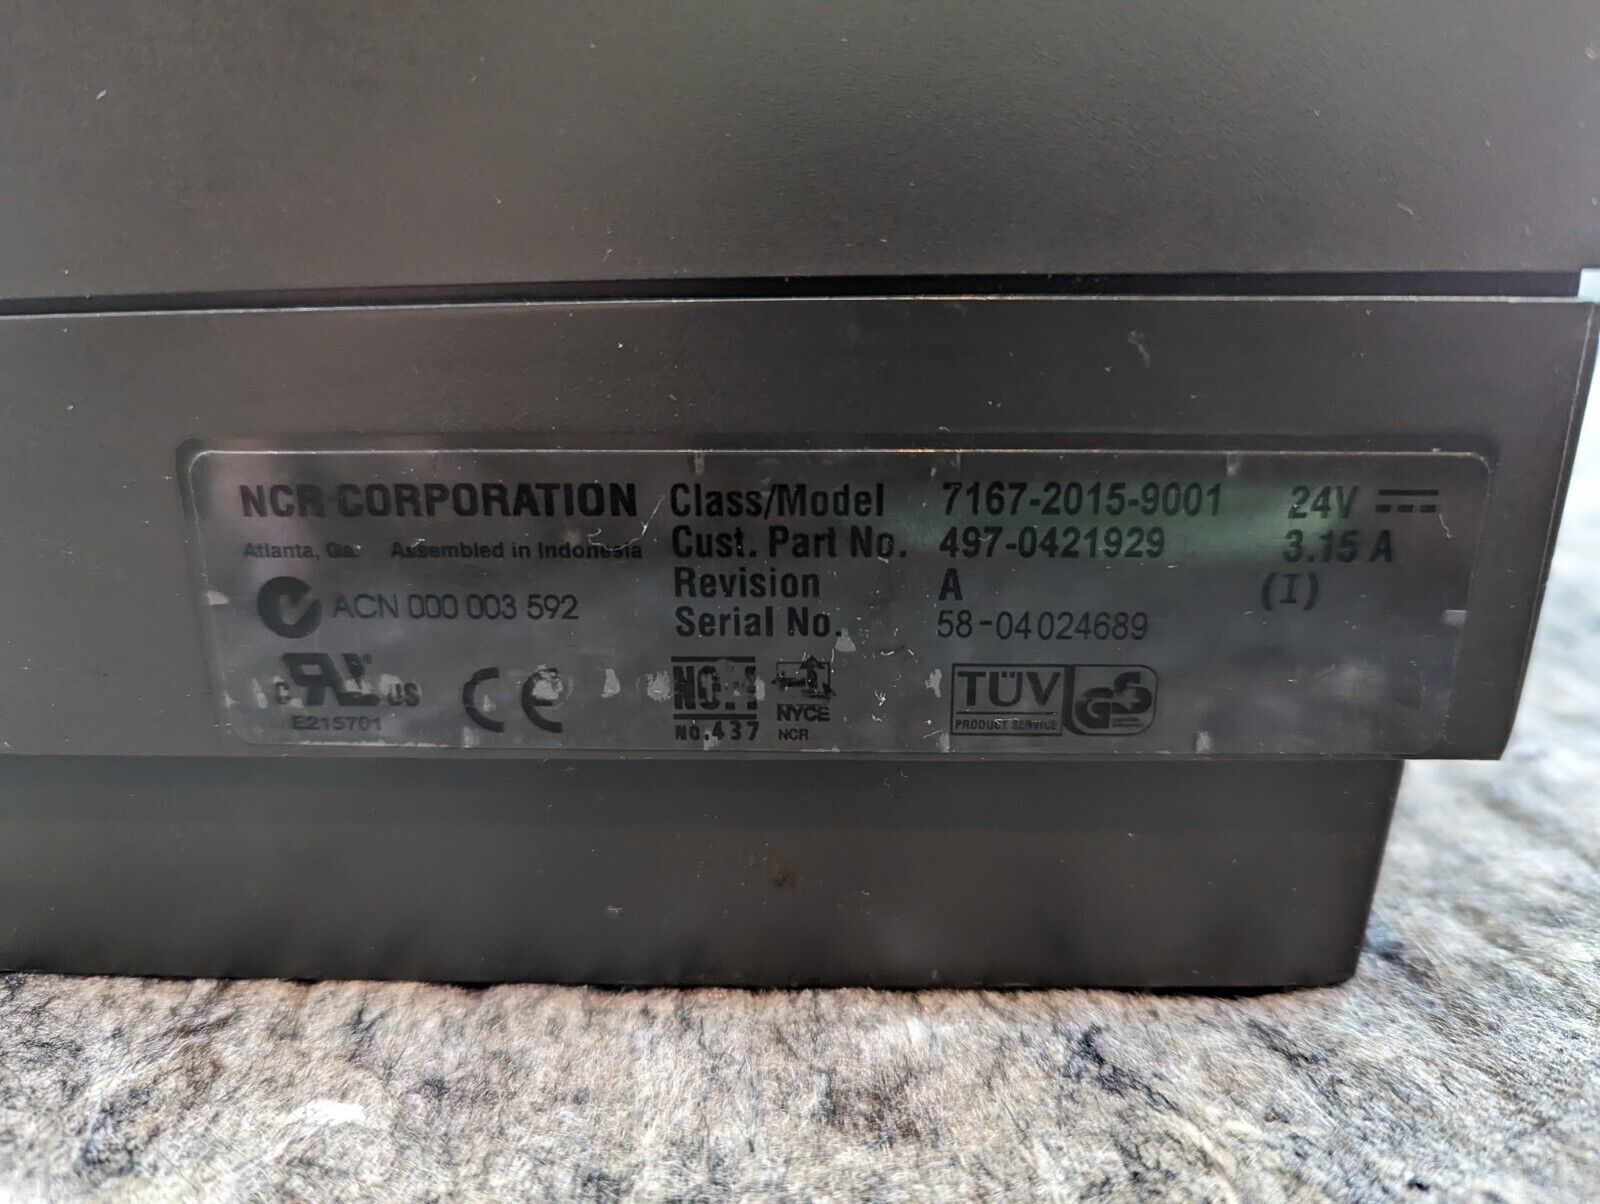 NCR CORPORATION Class/Model 7167-2015-9001 24V
Atlanta, Ga. Assembled in Indonesia Cust. Part No. 497-0421929 3.15 A
Revision A (I)
ACN 000 003 592 Serial No. 58-04024689
c UL US
E215701
CE
NO.437
NYCE
NCR
TÜV
PRODUCT SERVICE
GS